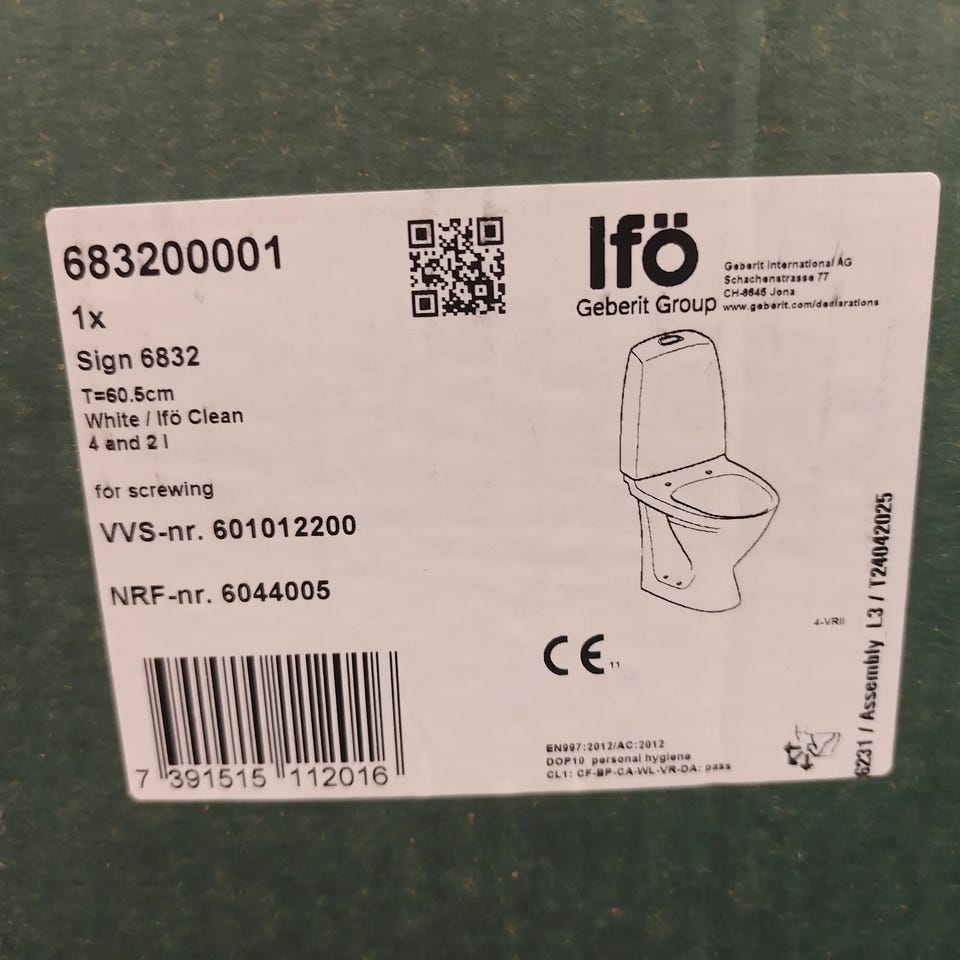 683200001
1x
Sign 6832
T=60.5cm
White / Ifö Clean
4 and 2 l
for screwing
VVS-nr. 601012200
NRF-nr. 6044005
7 391515 112016
Ifö
Geberit Group
Geberit International AG
Schachenstrasse 77
CH-8645 Jona
www.geberit.com/declarations
4-VRII
CE 11
EN997:2012/AC:2012
DOP10 personal hygiene
CL1: CF-BP-CA-WL-VR-DA: pass
6231 / Assembly_L3 / T24042025